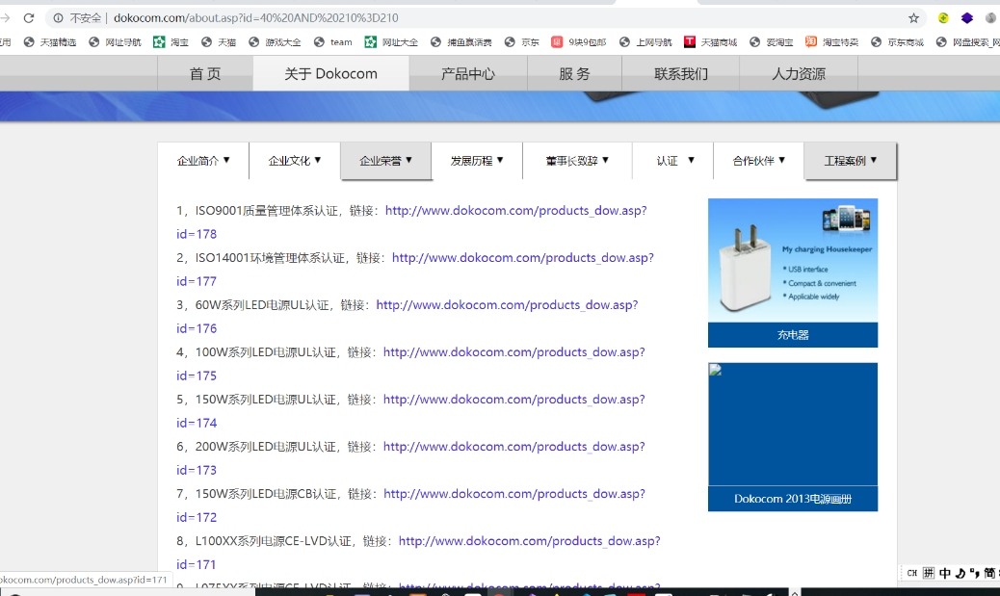 不安全 | dokocom.com/about.asp?id=40%20AND%20210%3D210
应用 天猫精选 网址导航 淘宝 天猫 游戏大全 team 网址大全 捕鱼赢话费 京东 9块9包邮 上网导航 天猫商城 爱淘宝 淘宝特卖 京东商城 网盘搜索_网
首 页 关于 Dokocom 产品中心 服 务 联系我们 人力资源
企业简介▼ 企业文化▼ 企业荣誉▼ 发展历程▼ 董事长致辞▼ 认证 ▼ 合作伙伴▼ 工程案例▼
1，ISO9001质量管理体系认证，链接：http://www.dokocom.com/products_dow.asp?
id=178
2，ISO14001环境管理体系认证，链接：http://www.dokocom.com/products_dow.asp?
id=177
3，60W系列LED电源UL认证，链接：http://www.dokocom.com/products_dow.asp?
id=176
4，100W系列LED电源UL认证，链接：http://www.dokocom.com/products_dow.asp?
id=175
5，150W系列LED电源UL认证，链接：http://www.dokocom.com/products_dow.asp?
id=174
6，200W系列LED电源UL认证，链接：http://www.dokocom.com/products_dow.asp?
id=173
7，150W系列LED电源CB认证，链接：http://www.dokocom.com/products_dow.asp?
id=172
8，L100XX系列电源CE-LVD认证，链接：http://www.dokocom.com/products_dow.asp?
id=171
9，L075XX系列电源CE-LVD认证，链接：http://www.dokocom.com/products_dow.asp?
My charging Housekeeper
* USB interface
* Compact & convenient
* Applicable widely
充电器
Dokocom 2013电源画册
okocom.com/products_dow.asp?id=171
CH 拼 中 简